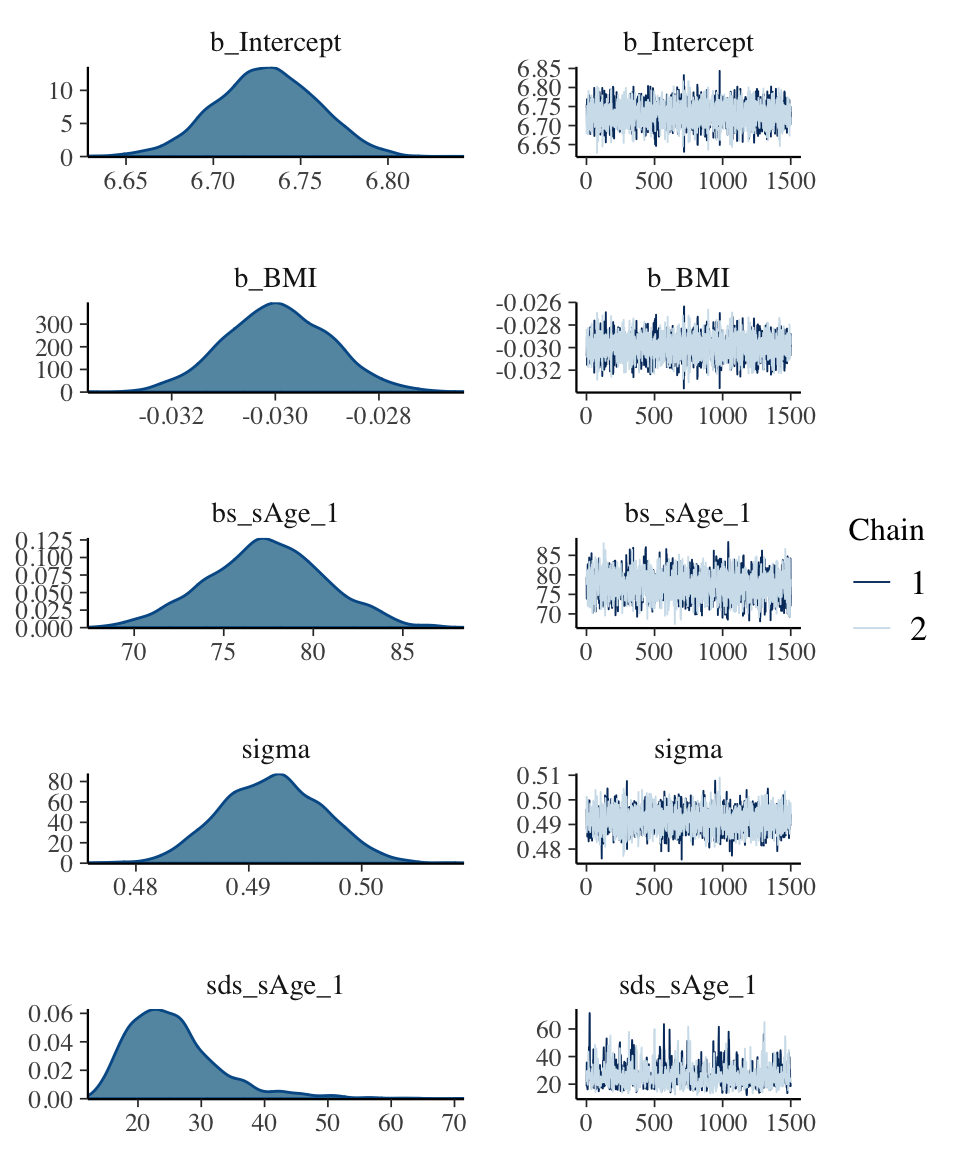 b_Intercept
10
5
0
6.65 6.70 6.75 6.80
b_Intercept
6.85
6.80
6.75
6.70
6.65
0 500 1000 1500
b_BMI
300
200
100
0
-0.032 -0.030 -0.028
b_BMI
-0.026
-0.028
-0.030
-0.032
0 500 1000 1500
bs_sAge_1
0.125
0.100
0.075
0.050
0.025
0.000
70 75 80 85
bs_sAge_1
85
80
75
70
0 500 1000 1500
Chain
1
2
sigma
80
60
40
20
0
0.48 0.49 0.50
sigma
0.51
0.50
0.49
0.48
0 500 1000 1500
sds_sAge_1
0.06
0.04
0.02
0.00
20 30 40 50 60 70
sds_sAge_1
60
40
20
0 500 1000 1500